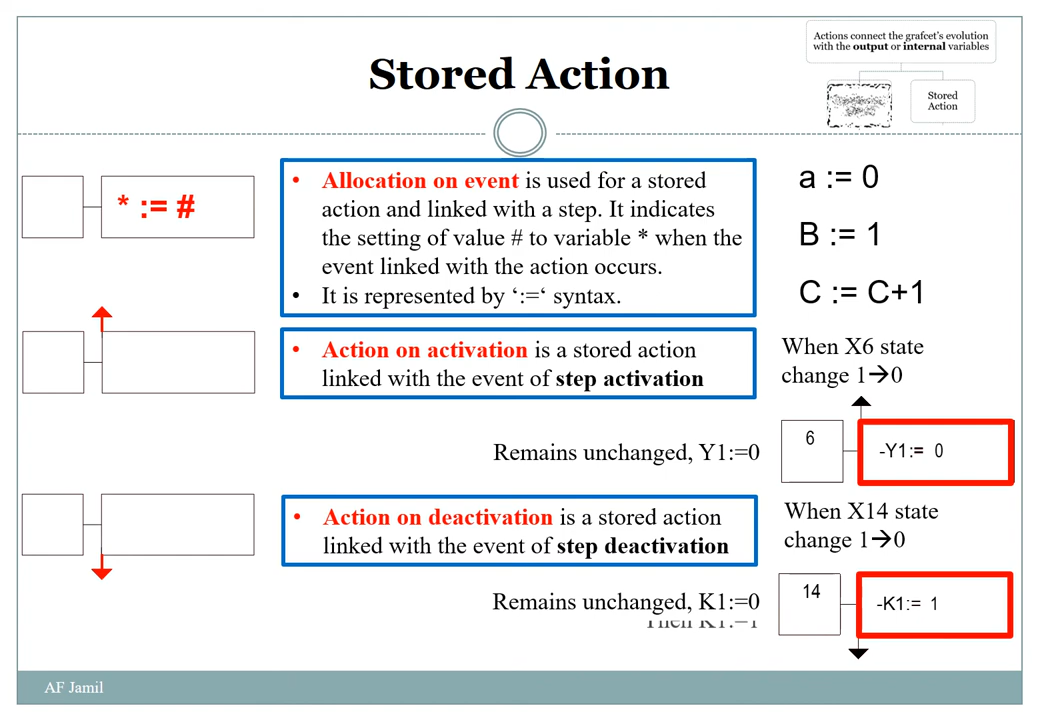 Actions connect the grafcet's evolution
with the output or internal variables
Stored
Action
Stored Action
* := #
• Allocation on event is used for a stored
action and linked with a step. It indicates
the setting of value # to variable * when the
event linked with the action occurs.
• It is represented by ‘:=‘ syntax.
a := 0
B := 1
C := C+1
• Action on activation is a stored action
linked with the event of step activation
When X6 state
change 1→0
Remains unchanged, Y1:=0
6
-Y1:= 0
• Action on deactivation is a stored action
linked with the event of step deactivation
When X14 state
change 1→0
Remains unchanged, K1:=0
14
-K1:= 1
Then K1:=1
AF Jamil